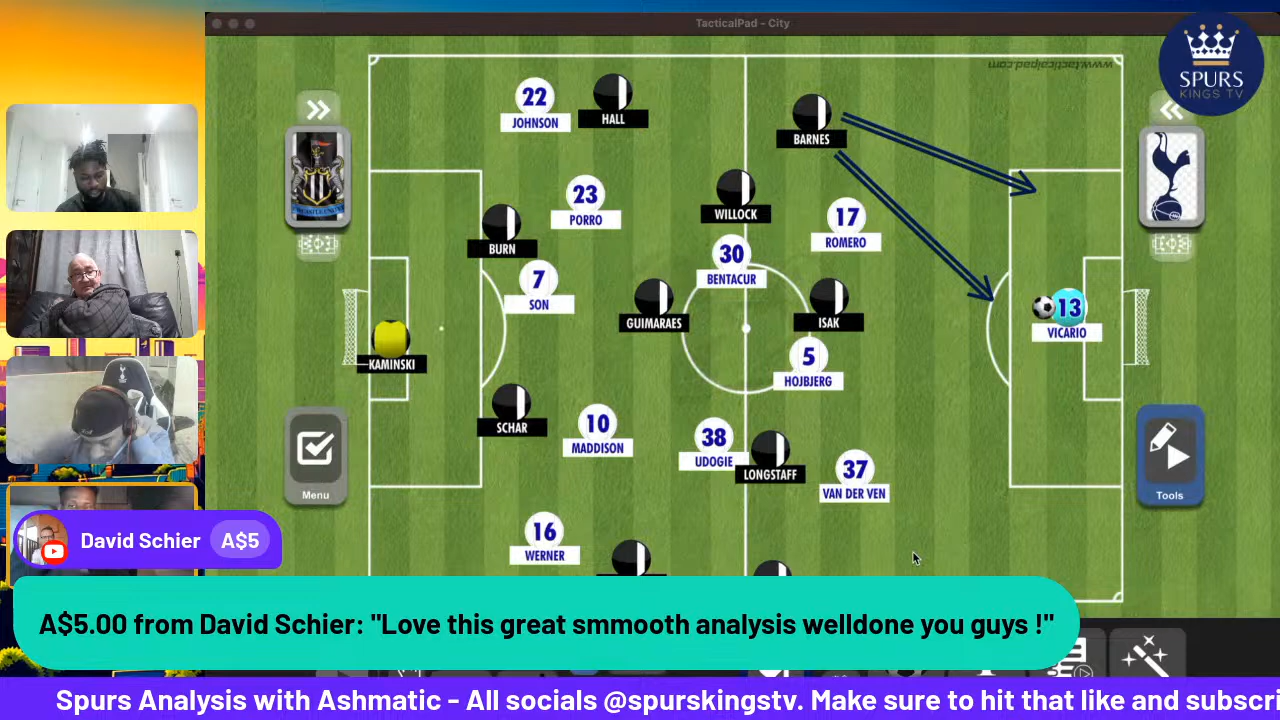 TacticalPad - City
www.tacticalpad.com
SPURS
KINGS TV
22
JOHNSON
HALL
BARNES
23
PORRO
WILLOCK
17
ROMERO
BURN
30
BENTACUR
7
SON
GUIMARAES
ISAK
13
VICARIO
KAMINSKI
5
HOJBJERG
SCHAR
10
MADDISON
38
UDOGIE
LONGSTAFF
37
VAN DER VEN
Menu
Tools
16
WERNER
David Schier A$5
A$5.00 from David Schier: "Love this great smmooth analysis welldone you guys !"
Spurs Analysis with Ashmatic - All socials @spurskingstv. Make sure to hit that like and subscri